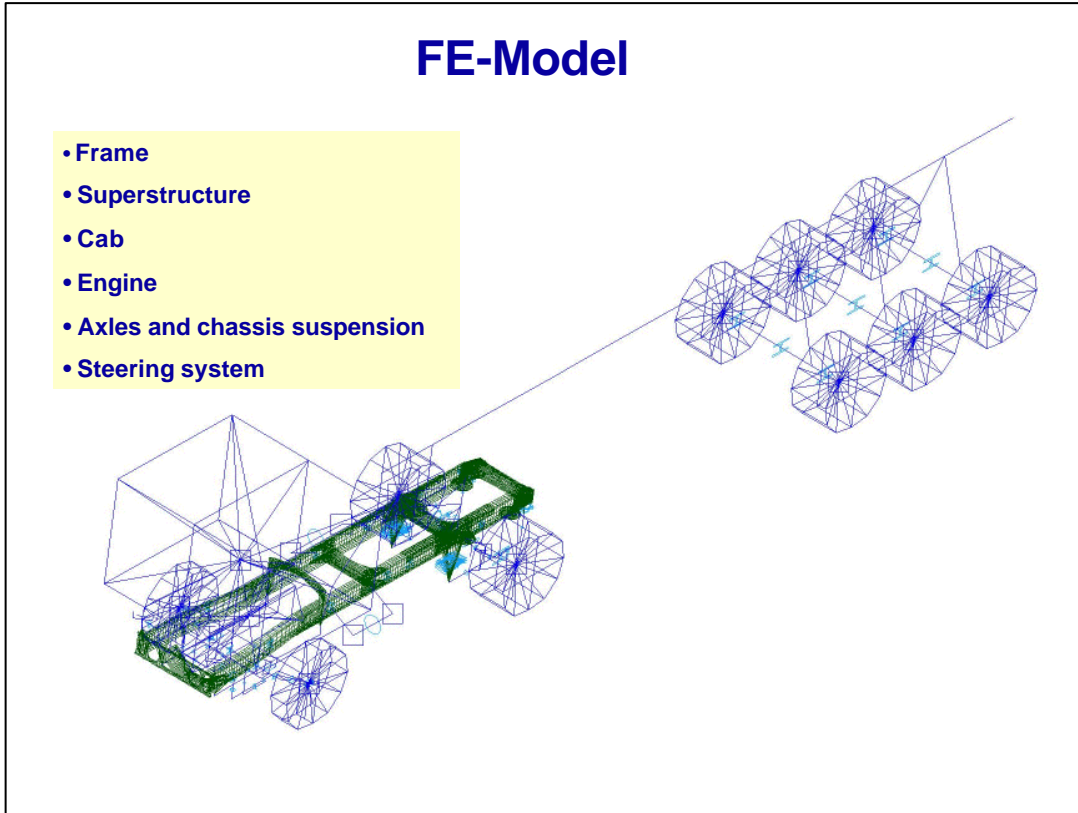 FE-Model
• Frame
• Superstructure
• Cab
• Engine
• Axles and chassis suspension
• Steering system